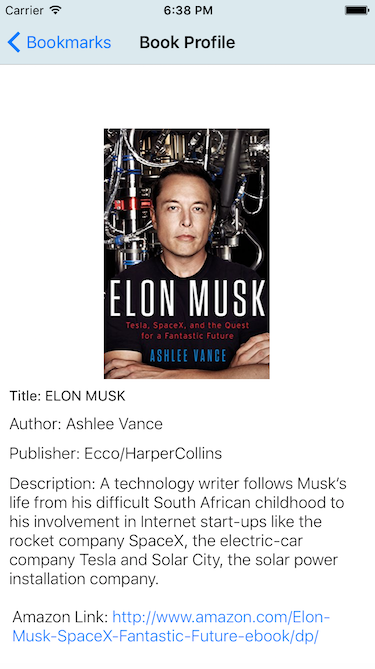 Carrier 6:38 PM
Bookmarks Book Profile
ELON MUSK
Tesla, SpaceX, and the Quest
for a Fantastic Future
ASHLEE VANCE
Title: ELON MUSK
Author: Ashlee Vance
Publisher: Ecco/HarperCollins
Description: A technology writer follows Musk’s
life from his difficult South African childhood to
his involvement in Internet start-ups like the
rocket company SpaceX, the electric-car
company Tesla and Solar City, the solar power
installation company.
Amazon Link: http://www.amazon.com/Elon-
Musk-SpaceX-Fantastic-Future-ebook/dp/